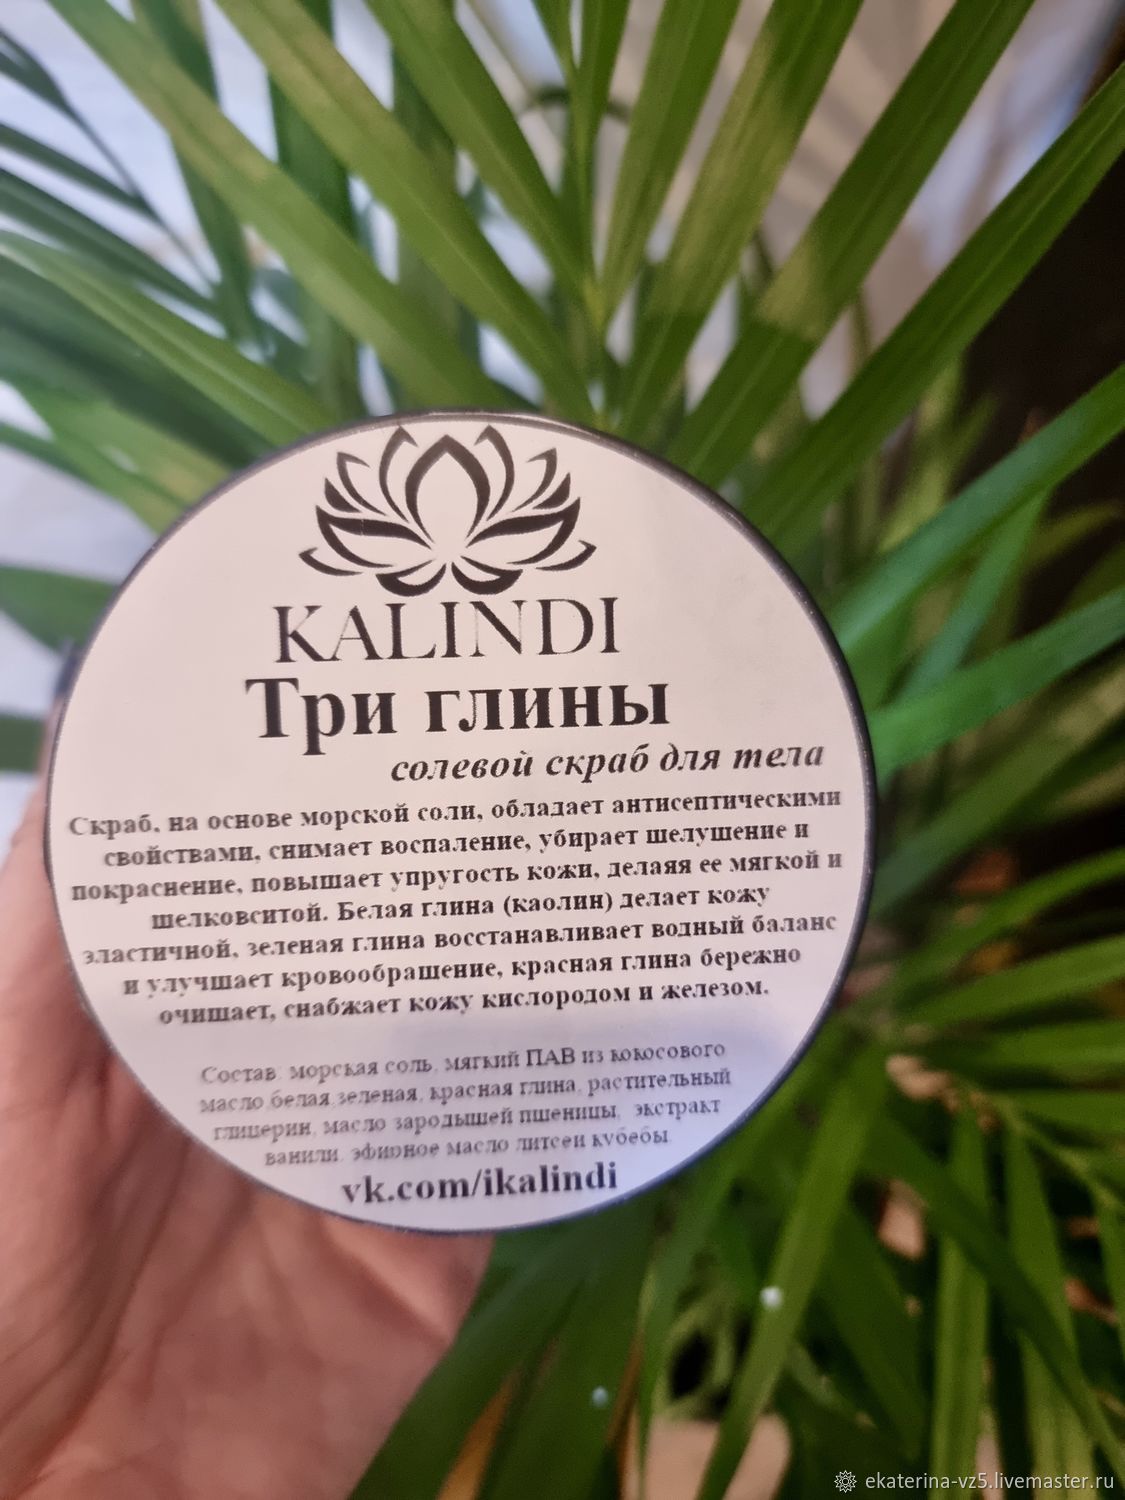 KALINDI
Три глины
солевой скраб для тела
Скраб, на основе морской соли, обладает антисептическими
свойствами, снимает воспаление, убирает шелушение и
покраснение, повышает упругость кожи, делаяя ее мягкой и
шелковситой. Белая глина (каолин) делает кожу
эластичной, зеленая глина восстанавливает водный баланс
и улучшает кровообращение, красная глина бережно
очищает, снабжает кожу кислородом и железом.
Состав: морская соль, мягкий ПАВ из кокосового
масло,белая,зеленая, красная глина, растительный
глицерин, масло зародышей пшеницы, экстракт
ванили, эфирное масло литсеи кубебы.
vk.com/ikalindi
ekaterina-vz5.livemaster.ru